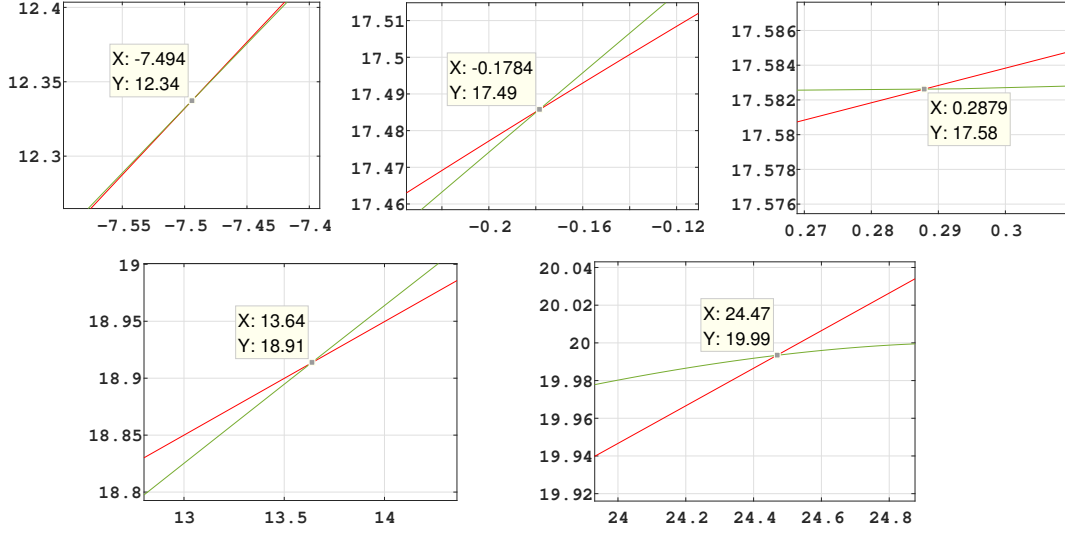 12.4
12.35
12.3
X: -7.494
Y: 12.34
-7.55 -7.5 -7.45 -7.4
17.51
17.5
17.49
17.48
17.47
17.46
X: -0.1784
Y: 17.49
-0.2 -0.16 -0.12
17.586
17.584
17.582
17.58
17.578
17.576
X: 0.2879
Y: 17.58
0.27 0.28 0.29 0.3
19
18.95
18.9
18.85
18.8
X: 13.64
Y: 18.91
13 13.5 14
20.04
20.02
20
19.98
19.96
19.94
19.92
X: 24.47
Y: 19.99
24 24.2 24.4 24.6 24.8